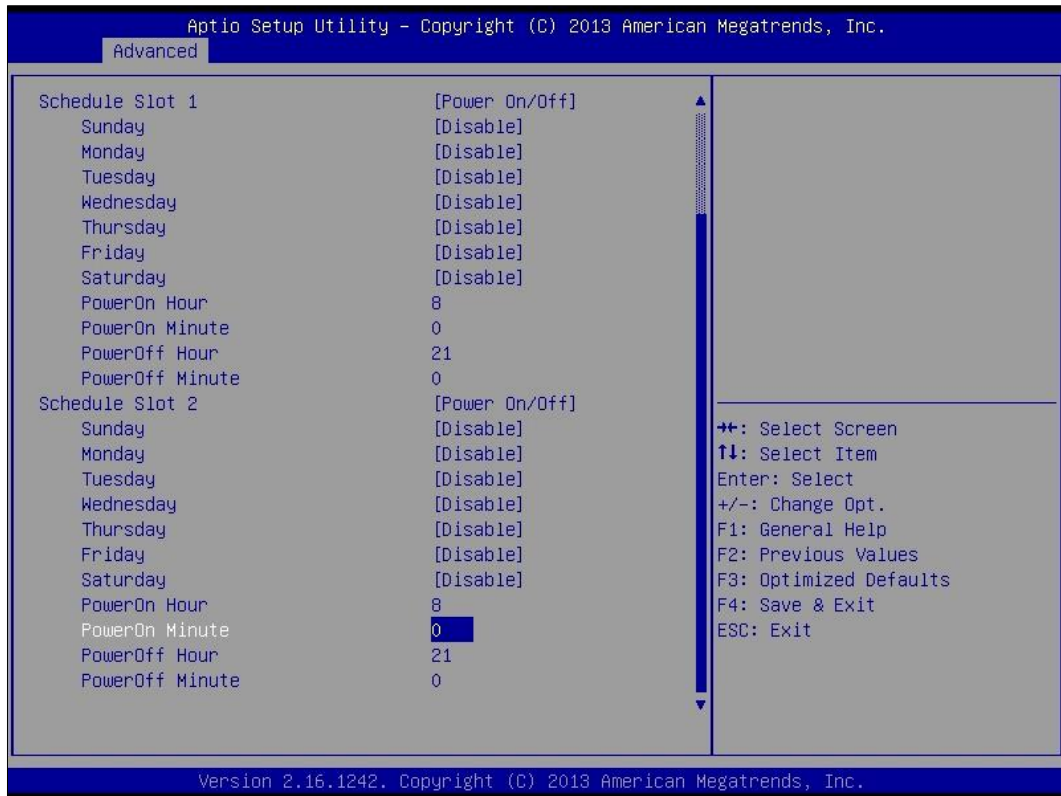 Aptio Setup Utility – Copyright (C) 2013 American Megatrends, Inc.
Advanced
Schedule Slot 1 [Power On/Off]
Sunday [Disable]
Monday [Disable]
Tuesday [Disable]
Wednesday [Disable]
Thursday [Disable]
Friday [Disable]
Saturday [Disable]
PowerOn Hour 8
PowerOn Minute 0
PowerOff Hour 21
PowerOff Minute 0
Schedule Slot 2 [Power On/Off]
Sunday [Disable]
Monday [Disable]
Tuesday [Disable]
Wednesday [Disable]
Thursday [Disable]
Friday [Disable]
Saturday [Disable]
PowerOn Hour 8
PowerOn Minute 0
PowerOff Hour 21
PowerOff Minute 0
→←: Select Screen
↑↓: Select Item
Enter: Select
+/-: Change Opt.
F1: General Help
F2: Previous Values
F3: Optimized Defaults
F4: Save & Exit
ESC: Exit
Version 2.16.1242. Copyright (C) 2013 American Megatrends, Inc.